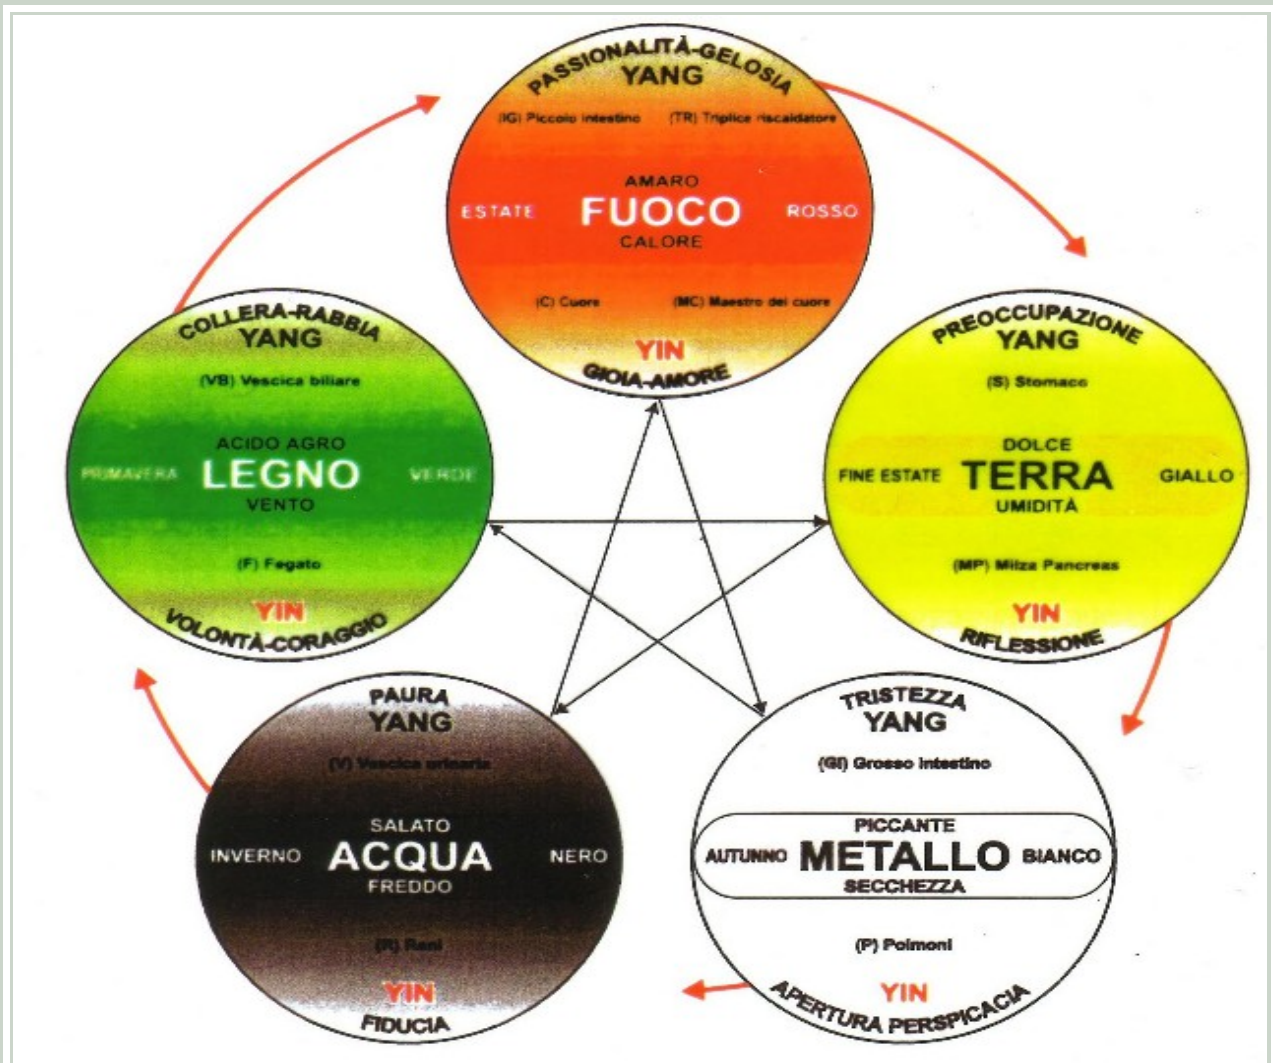 PASSIONALITÀ-GELOSIA
YANG
(IG) Piccolo intestino (TR) Triplice riscaldatore
AMARO
ESTATE FUOCO ROSSO
CALORE
(C) Cuore (MC) Maestro del cuore
YIN
GIOIA-AMORE
COLLERA-RABBIA
YANG
(VB) Vescica biliare
ACIDO AGRO
PRIMAVERA LEGNO VERDE
VENTO
(F) Fegato
YIN
VOLONTÀ-CORAGGIO
PREOCCUPAZIONE
YANG
(S) Stomaco
DOLCE
FINE ESTATE TERRA GIALLO
UMIDITÀ
(MP) Milza Pancreas
YIN
RIFLESSIONE
PAURA
YANG
(V) Vescica urinaria
SALATO
INVERNO ACQUA NERO
FREDDO
(R) Reni
YIN
FIDUCIA
TRISTEZZA
YANG
(GI) Grosso intestino
PICCANTE
AUTUNNO METALLO BIANCO
SECCHEZZA
(P) Polmoni
YIN
APERTURA PERSPICACIA